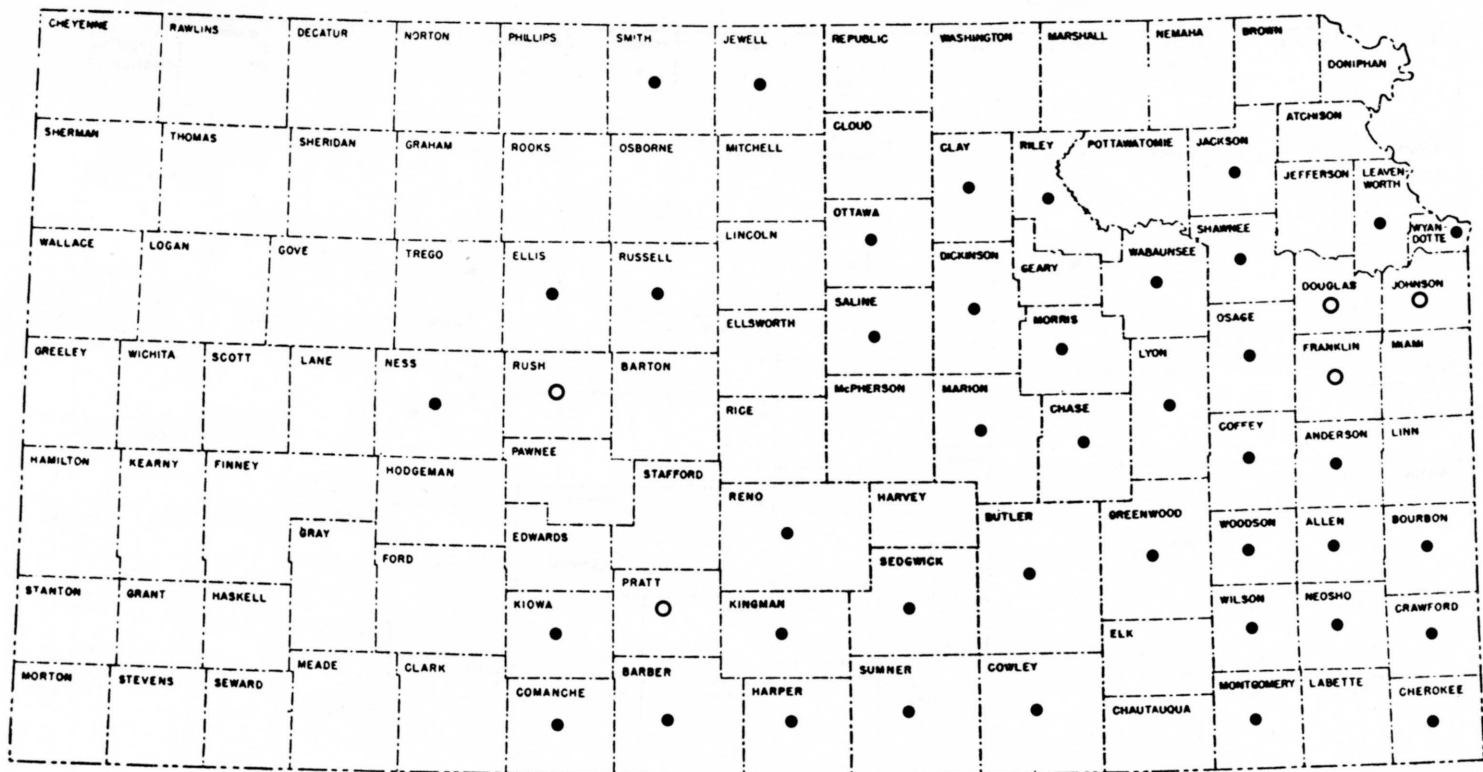 CHEYENNE
RAWLINS
DECATUR
NORTON
PHILLIPS
SMITH
JEWELL
REPUBLIC
WASHINGTON
MARSHALL
NEMAHA
BROWN
DONIPHAN
SHERMAN
THOMAS
SHERIDAN
GRAHAM
ROOKS
OSBORNE
MITCHELL
CLOUD
CLAY
RILEY
POTTAWATOMIE
JACKSON
ATCHISON
JEFFERSON
LEAVEN
WORTH
WYAN
DOTTE
WALLACE
LOGAN
GOVE
TREGO
ELLIS
RUSSELL
LINCOLN
OTTAWA
DICKINSON
GEARY
WABAUNSEE
SHAWNEE
DOUGLAS
JOHNSON
ELLSWORTH
SALINE
MORRIS
OSAGE
GREELEY
WICHITA
SCOTT
LANE
NESS
RUSH
BARTON
RICE
McPHERSON
MARION
CHASE
LYON
FRANKLIN
MIAMI
COFFEY
ANDERSON
LINN
HAMILTON
KEARNY
FINNEY
HODGEMAN
PAWNEE
STAFFORD
RENO
HARVEY
BUTLER
GREENWOOD
WOODSON
ALLEN
BOURBON
GRAY
FORD
EDWARDS
SEDGWICK
STANTON
GRANT
HASKELL
KIOWA
PRATT
KINGMAN
ELK
WILSON
NEOSHO
CRAWFORD
MORTON
STEVENS
SEWARD
MEADE
CLARK
COMANCHE
BARBER
HARPER
SUMNER
COWLEY
CHAUTAUQUA
MONTGOMERY
LABETTE
CHEROKEE